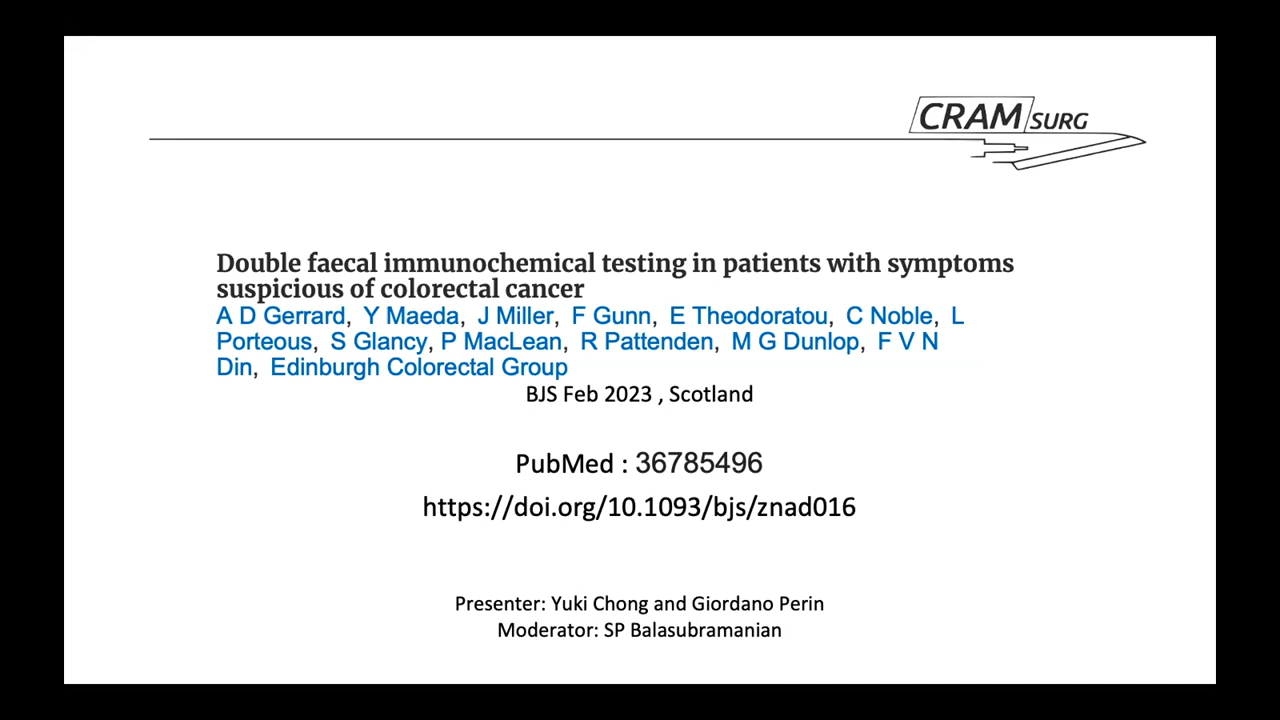 CRAM SURG
Double faecal immunochemical testing in patients with symptoms
suspicious of colorectal cancer
A D Gerrard, Y Maeda, J Miller, F Gunn, E Theodoratou, C Noble, L
Porteous, S Glancy, P MacLean, R Pattenden, M G Dunlop, F V N
Din, Edinburgh Colorectal Group
BJS Feb 2023 , Scotland
PubMed : 36785496
https://doi.org/10.1093/bjs/znad016
Presenter: Yuki Chong and Giordano Perin
Moderator: SP Balasubramanian